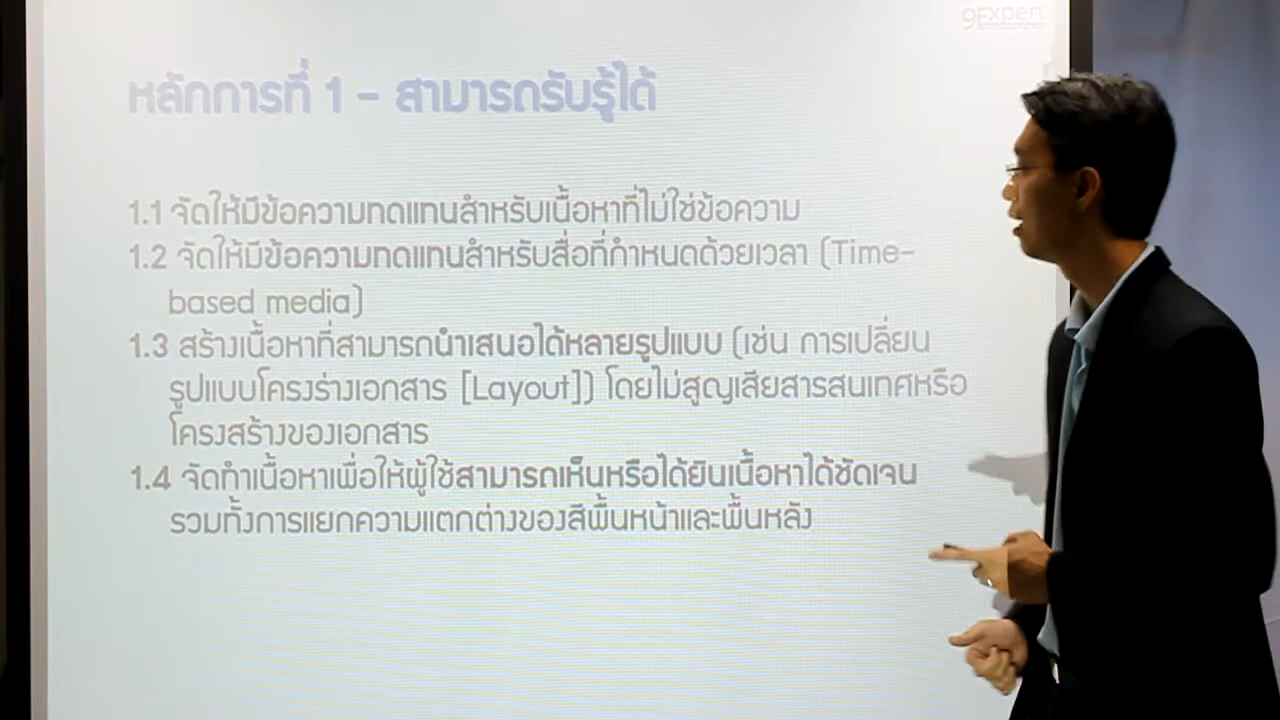 9Expert
หลักการที่ 1 - สามารถรับรู้ได้
1.1 จัดให้มีข้อความทดแทนสำหรับเนื้อหาที่ไม่ใช่ข้อความ
1.2 จัดให้มีข้อความทดแทนสำหรับสื่อที่กำหนดด้วยเวลา (Time-
based media)
1.3 สร้างเนื้อหาที่สามารถนำเสนอได้หลายรูปแบบ (เช่น การเปลี่ยน
รูปแบบโครงร่างเอกสาร [Layout]) โดยไม่สูญเสียสารสนเทศหรือ
โครงสร้างของเอกสาร
1.4 จัดทำเนื้อหาเพื่อให้ผู้ใช้สามารถเห็นหรือได้ยินเนื้อหาได้ชัดเจน
รวมทั้งการแยกความแตกต่างของสีพื้นหน้าและพื้นหลัง